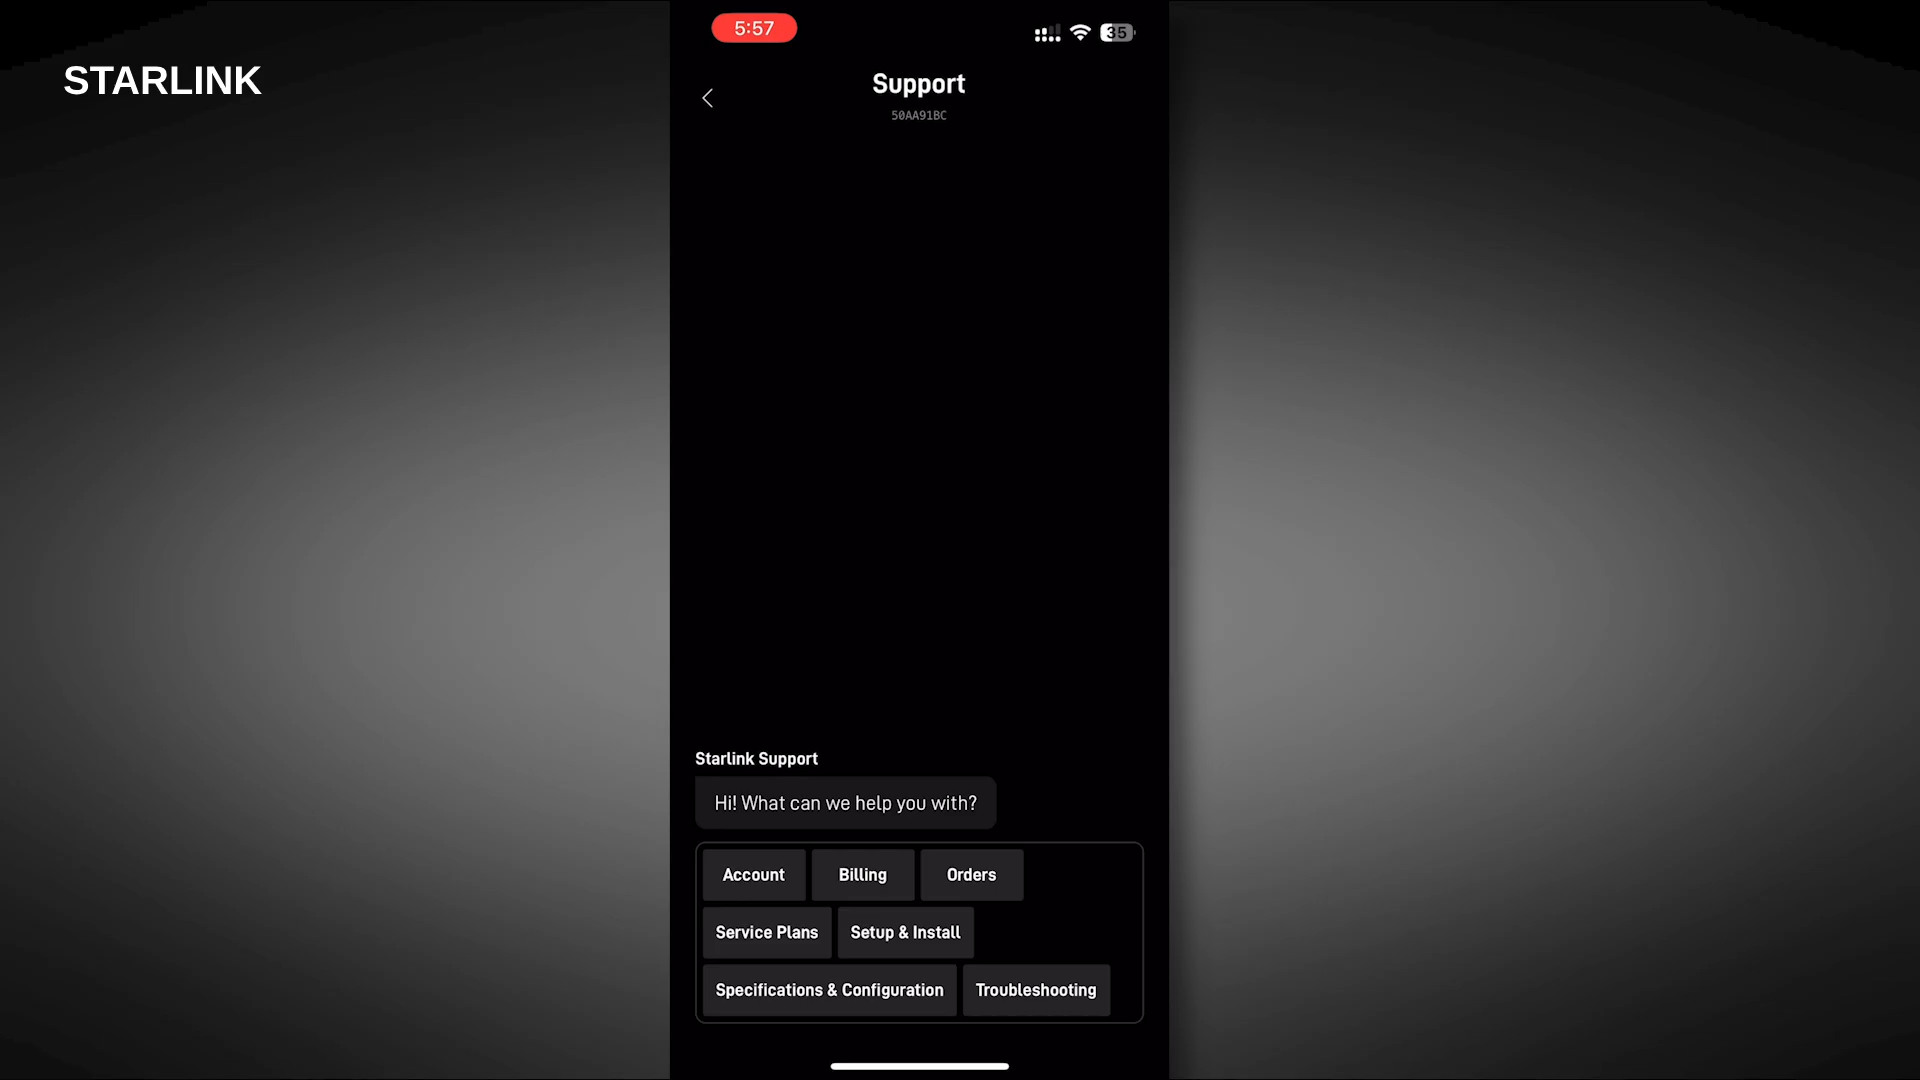 STARLINK
5:57
35
Support
50AA91BC
Starlink Support
Hi! What can we help you with?
Account Billing Orders
Service Plans Setup & Install
Specifications & Configuration Troubleshooting